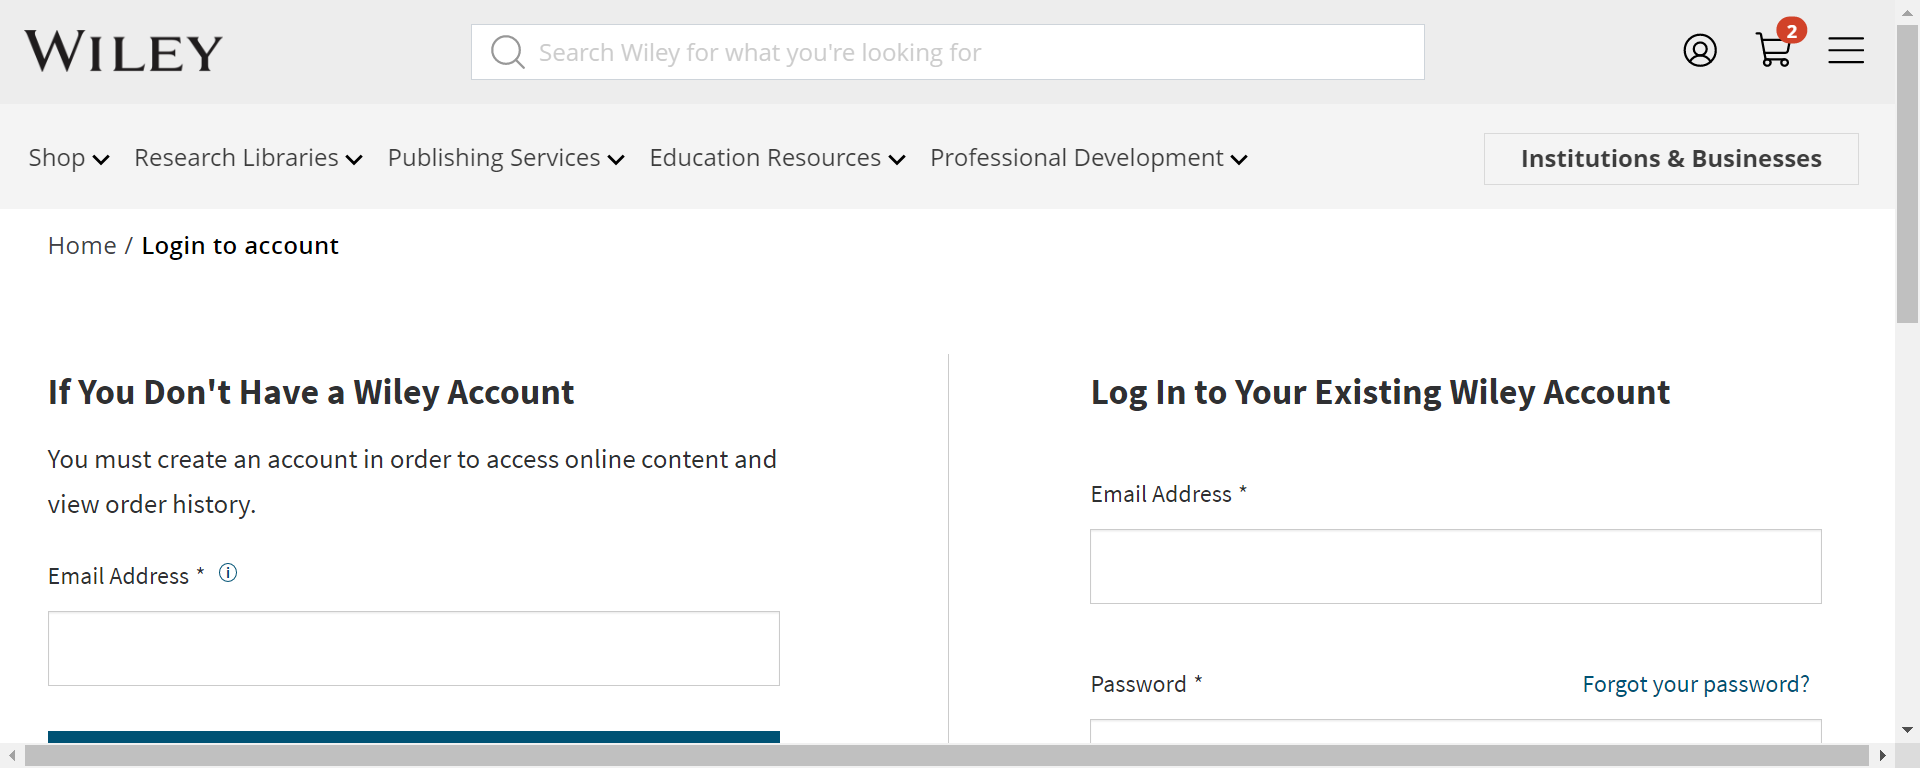 WILEY
Search Wiley for what you're looking for
2
Shop
Research Libraries
Publishing Services
Education Resources
Professional Development
Institutions & Businesses
Home / Login to account
If You Don't Have a Wiley Account
You must create an account in order to access online content and
view order history.
Email Address *
Log In to Your Existing Wiley Account
Email Address *
Password *
Forgot your password?